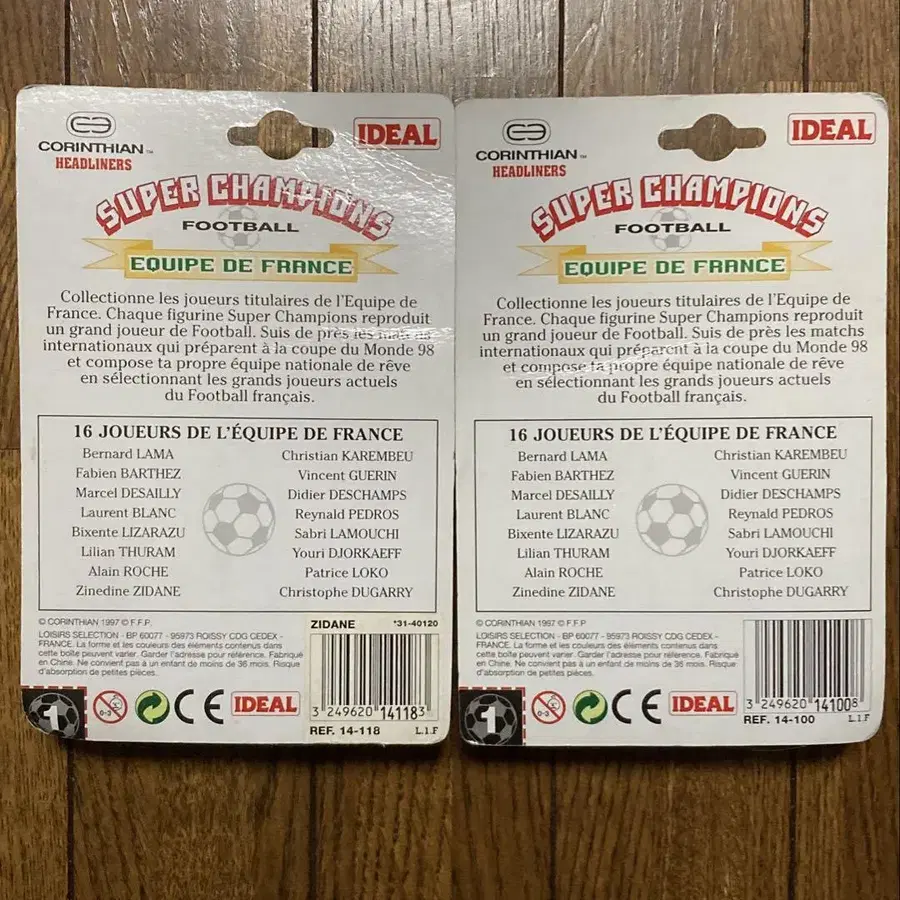 CORINTHIAN™
HEADLINERS
IDEAL
SUPER CHAMPIONS
FOOTBALL
EQUIPE DE FRANCE
Collectionne les joueurs titulaires de l'Equipe de
France. Chaque figurine Super Champions reproduit
un grand joueur de Football. Suis de près les matchs
internationaux qui préparent à la coupe du Monde 98
et compose ta propre équipe nationale de rêve
en sélectionnant les grands joueurs actuels
du Football français.
16 JOUEURS DE L'ÉQUIPE DE FRANCE
Bernard LAMA
Fabien BARTHEZ
Marcel DESAILLY
Laurent BLANC
Bixente LIZARAZU
Lilian THURAM
Alain ROCHE
Zinedine ZIDANE
Christian KAREMBEU
Vincent GUERIN
Didier DESCHAMPS
Reynald PEDROS
Sabri LAMOUCHI
Youri DJORKAEFF
Patrice LOKO
Christophe DUGARRY
© CORINTHIAN 1997 © F.F.P.
LOISIRS SELECTION - BP 60077 - 95973 ROISSY CDG CEDEX -
FRANCE. La forme et les couleurs des éléments contenus dans
cette boîte peuvent varier. Garder l'adresse pour référence. Fabriqué
en Chine. Ne convient pas à un enfant de moins de 36 mois. Risque
d'absorption de petites pièces.
ZIDANE *31-40120
3 249620 141183
REF. 14-118 L.I.F
1
0-3
CE
IDEAL
CORINTHIAN™
HEADLINERS
IDEAL
SUPER CHAMPIONS
FOOTBALL
EQUIPE DE FRANCE
Collectionne les joueurs titulaires de l'Equipe de
France. Chaque figurine Super Champions reproduit
un grand joueur de Football. Suis de près les matchs
internationaux qui préparent à la coupe du Monde 98
et compose ta propre équipe nationale de rêve
en sélectionnant les grands joueurs actuels
du Football français.
16 JOUEURS DE L'ÉQUIPE DE FRANCE
Bernard LAMA
Fabien BARTHEZ
Marcel DESAILLY
Laurent BLANC
Bixente LIZARAZU
Lilian THURAM
Alain ROCHE
Zinedine ZIDANE
Christian KAREMBEU
Vincent GUERIN
Didier DESCHAMPS
Reynald PEDROS
Sabri LAMOUCHI
Youri DJORKAEFF
Patrice LOKO
Christophe DUGARRY
© CORINTHIAN 1997 © F.F.P
LOISIRS SELECTION - BP 60077 - 95973 ROISSY CDG CEDEX -
FRANCE. La forme et les couleurs des éléments contenus dans
cette boîte peuvent varier. Garder l'adresse pour référence. Fabriqué
en Chine. Ne convient pas à un enfant de moins de 36 mois. Risque
d'absorption de petites pièces.
3 249620 141008
REF. 14-100 L.I.F
1
0-3
CE
IDEAL